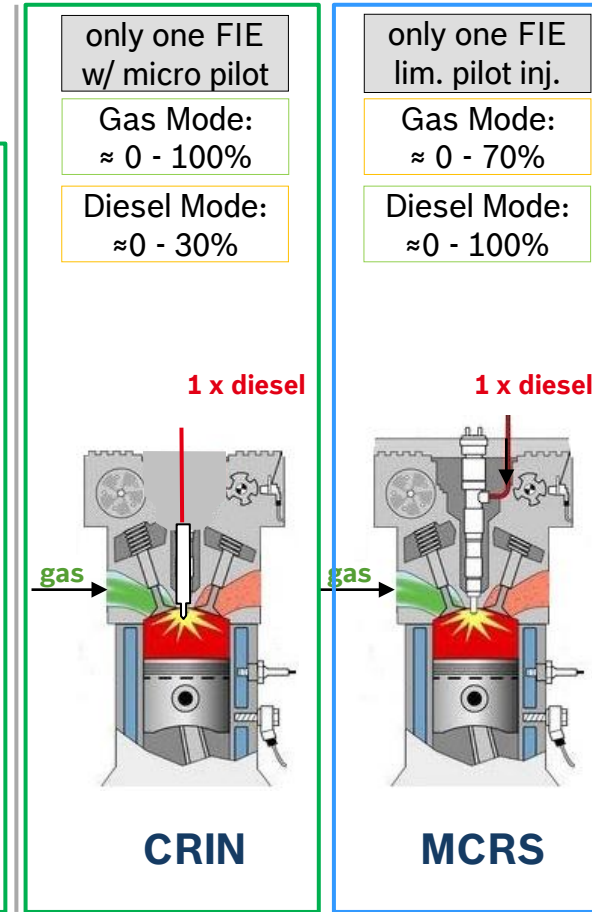 only one FIE
w/ micro pilot
Gas Mode:
≈ 0 - 100%
Diesel Mode:
≈0 - 30%
1 x diesel
gas
CRIN
only one FIE
lim. pilot inj.
Gas Mode:
≈ 0 - 70%
Diesel Mode:
≈0 - 100%
1 x diesel
gas
MCRS